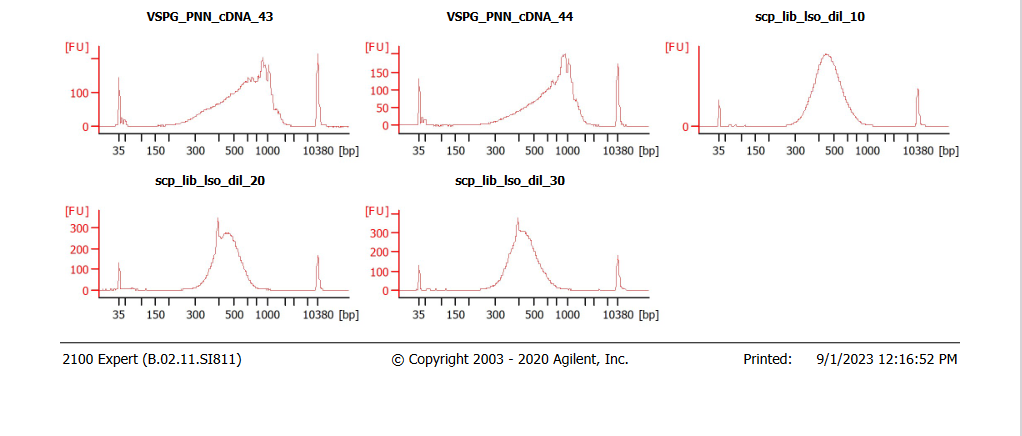 VSPG_PNN_cDNA_43 VSPG_PNN_cDNA_44 scp_lib_lso_dil_10
[FU] [FU] [FU]
100 150
100
50
0 0 0
35 150 300 500 1000 10380 [bp] 35 150 300 500 1000 10380 [bp] 35 150 300 500 1000 10380 [bp]
scp_lib_lso_dil_20 scp_lib_lso_dil_30
[FU] [FU]
300 300
200 200
100 100
0 0
35 150 300 500 1000 10380 [bp] 35 150 300 500 1000 10380 [bp]
2100 Expert (B.02.11.SI811) © Copyright 2003 - 2020 Agilent, Inc. Printed: 9/1/2023 12:16:52 PM